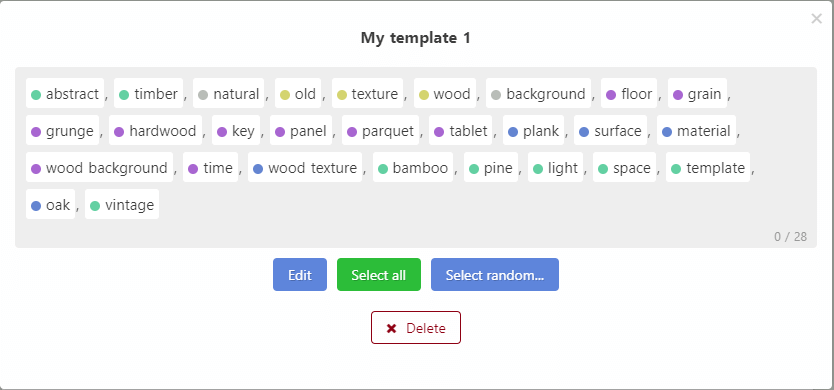 ×
My template 1
abstract, timber, natural, old, texture, wood, background, floor, grain,
grunge, hardwood, key, panel, parquet, tablet, plank, surface, material,
wood background, time, wood texture, bamboo, pine, light, space, template,
oak, vintage
0 / 28
Edit Select all Select random...
✖ Delete